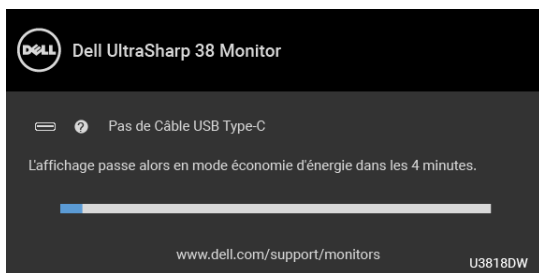 DELL
Dell UltraSharp 38 Monitor
? Pas de Câble USB Type-C
L'affichage passe alors en mode économie d'énergie dans les 4 minutes.
www.dell.com/support/monitors
U3818DW